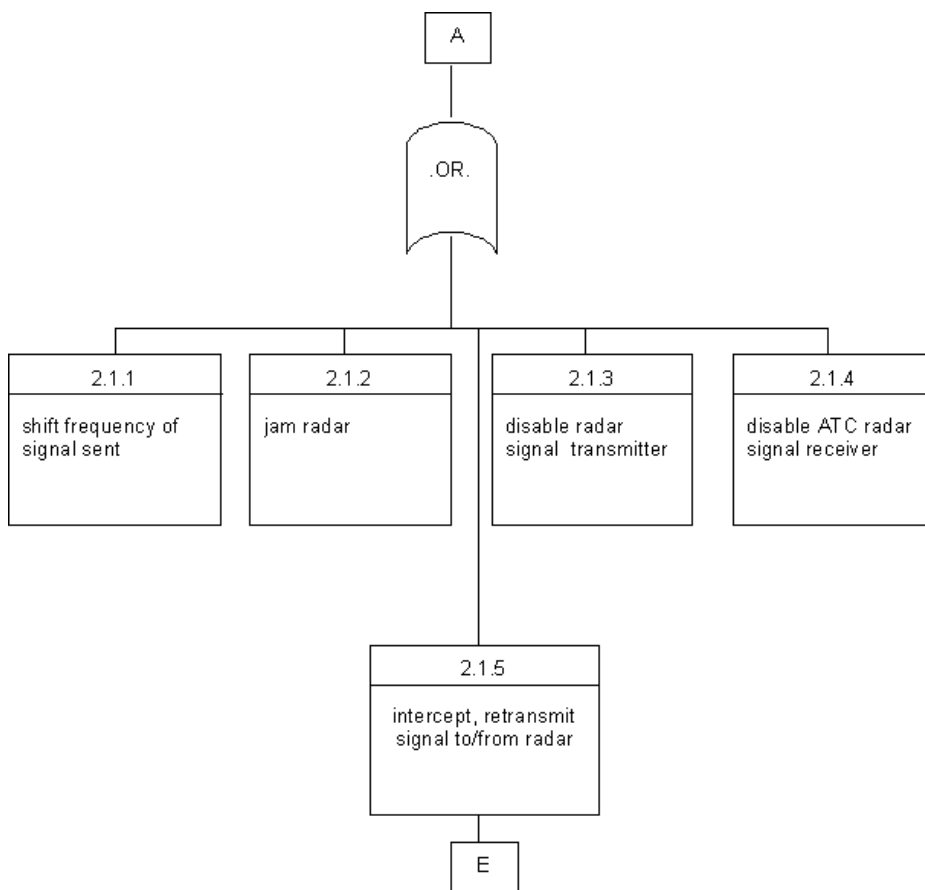 A
.OR.
2.1.1
shift frequency of
signal sent
2.1.2
jam radar
2.1.3
disable radar
signal transmitter
2.1.4
disable ATC radar
signal receiver
2.1.5
intercept, retransmit
signal to/from radar
E